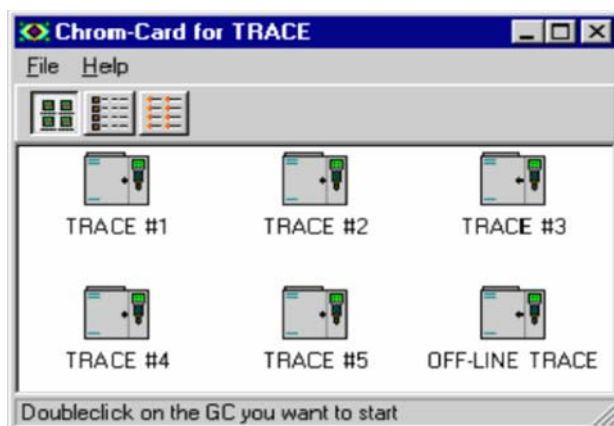 Chrom-Card for TRACE
File Help
TRACE #1 TRACE #2 TRACE #3
TRACE #4 TRACE #5 OFF-LINE TRACE
Doubleclick on the GC you want to start